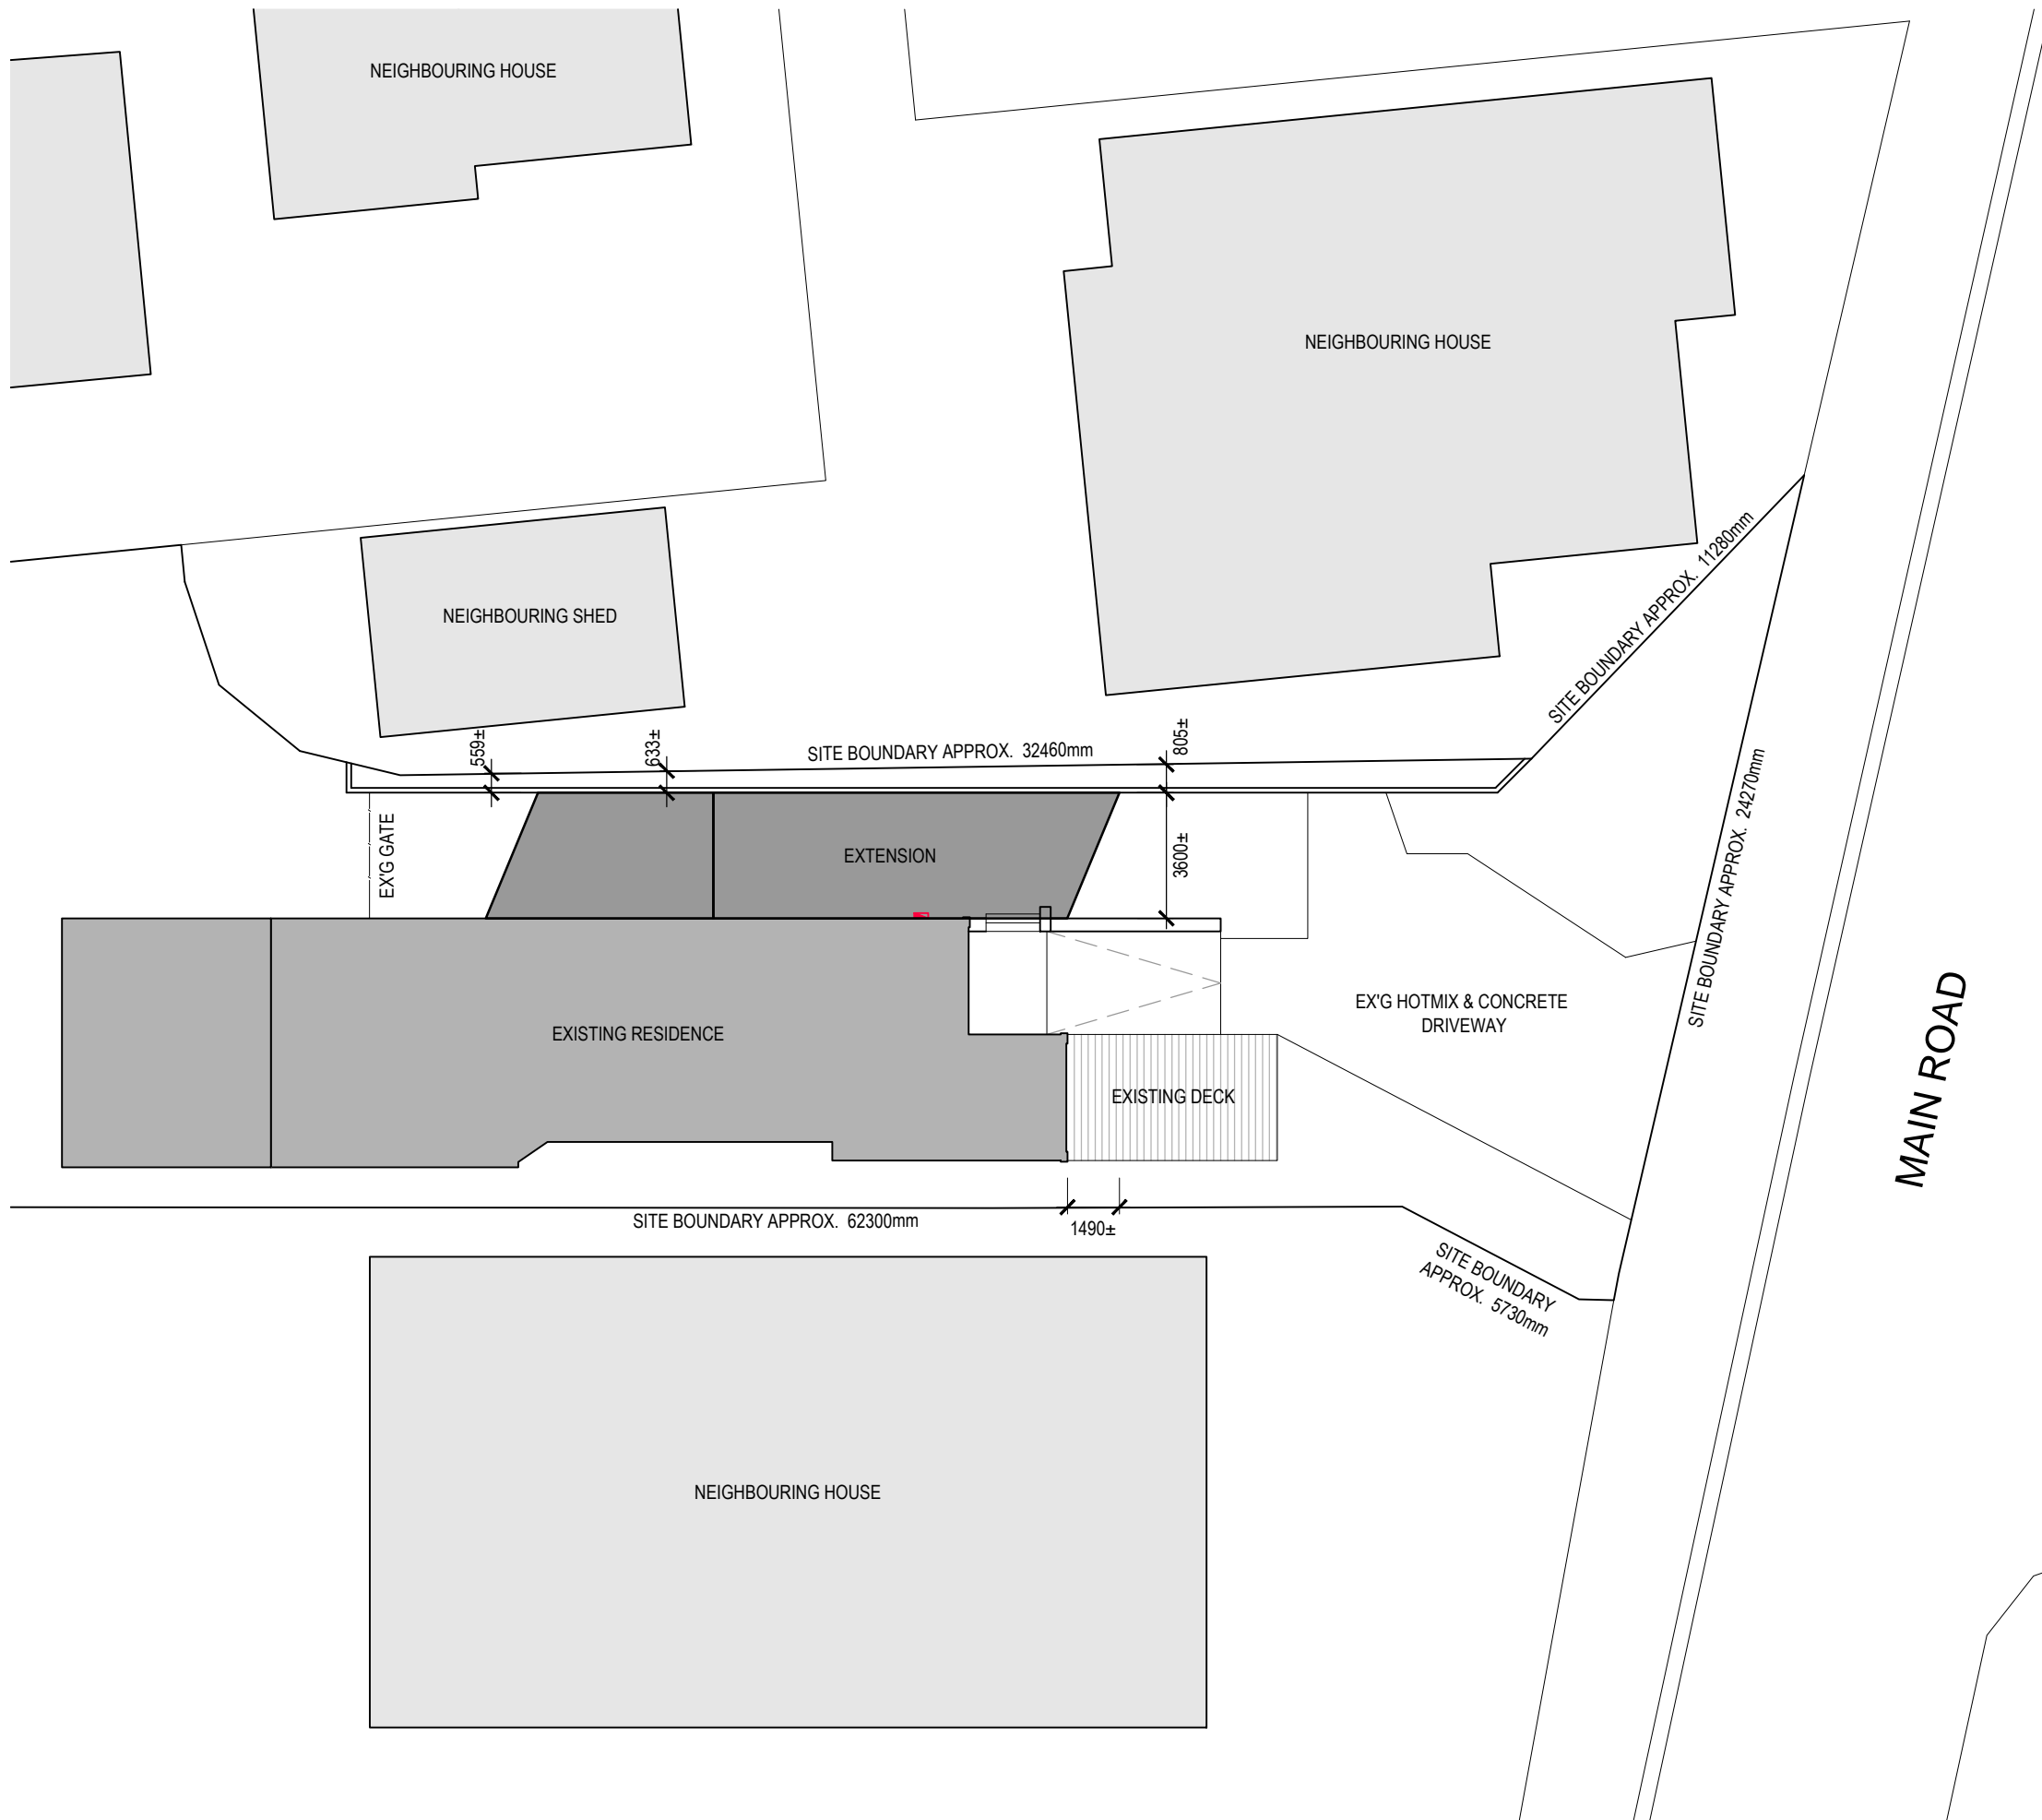 NEIGHBOURING HOUSE
NEIGHBOURING HOUSE
NEIGHBOURING SHED
SITE BOUNDARY APPROX. 11280mm
559±
633±
SITE BOUNDARY APPROX. 32460mm
805±
SITE BOUNDARY APPROX. 24270mm
EX'G GATE
EXTENSION
3600±
EXISTING RESIDENCE
EX'G HOTMIX & CONCRETE
DRIVEWAY
EXISTING DECK
MAIN ROAD
SITE BOUNDARY APPROX. 62300mm
1490±
SITE BOUNDARY
APPROX. 5730mm
NEIGHBOURING HOUSE